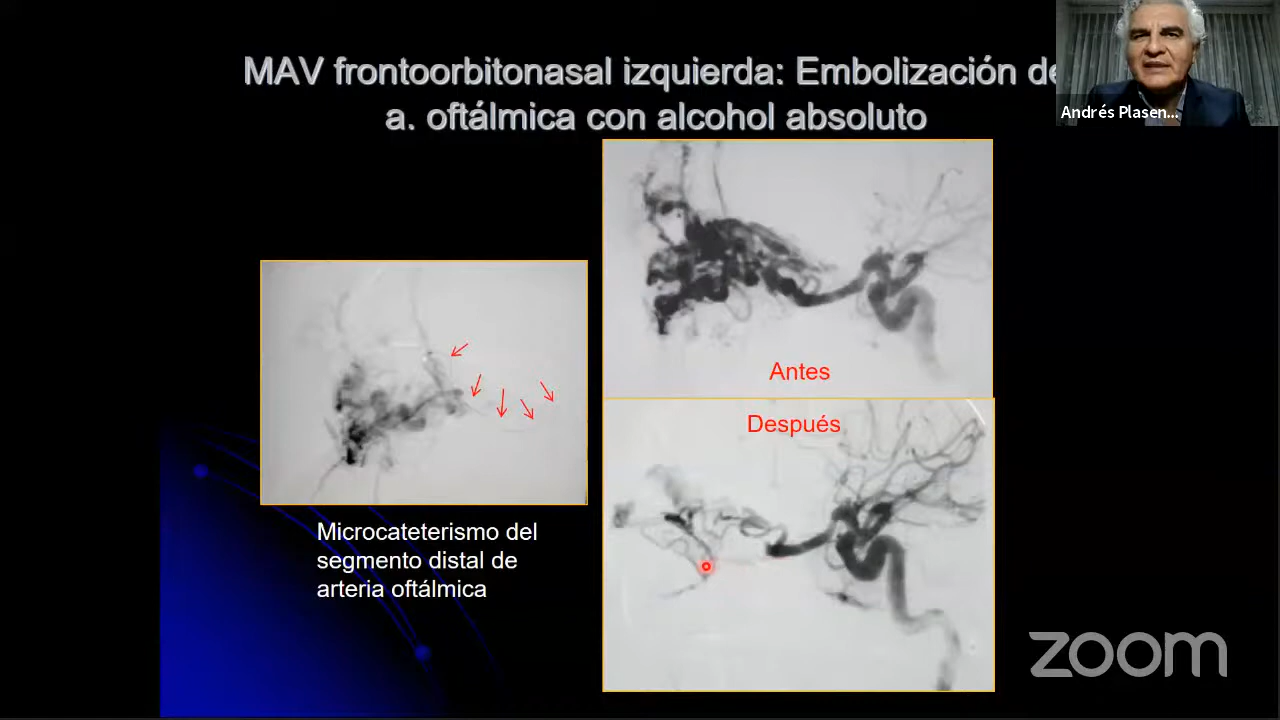 MAV frontoorbitonasal izquierda: Embolización de
a. oftálmica con alcohol absoluto
Andrés Plasen...
Antes
Después
Microcateterismo del
segmento distal de
arteria oftálmica
zoom